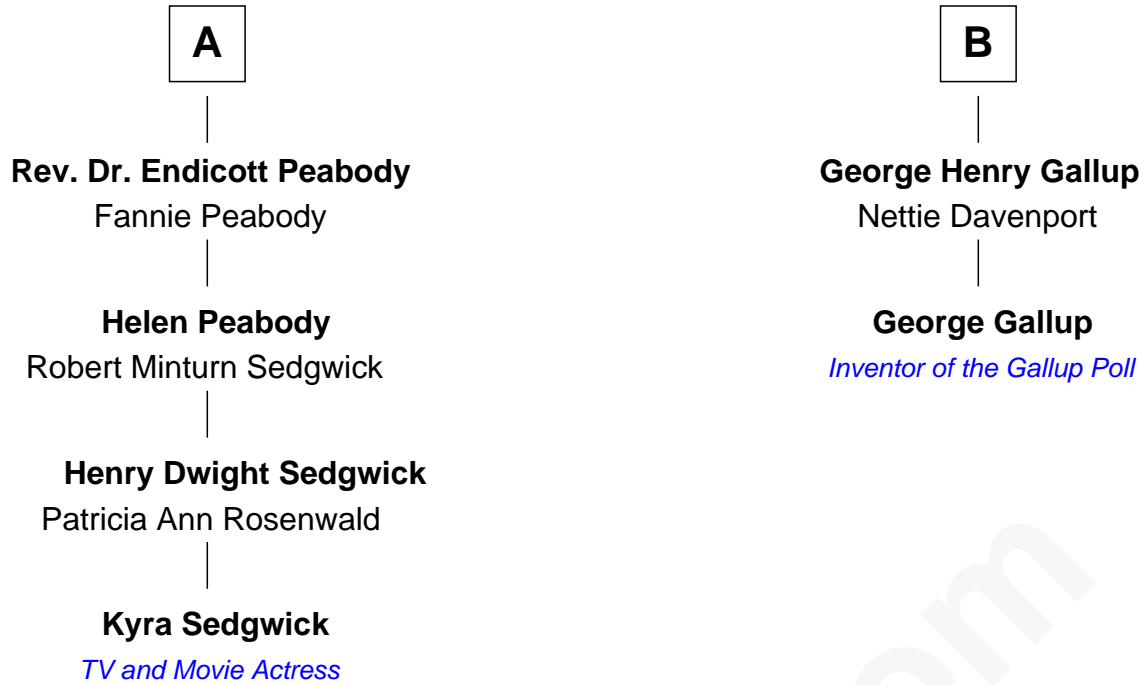 A
Rev. Dr. Endicott Peabody
Fannie Peabody
Helen Peabody
Robert Minturn Sedgwick
Henry Dwight Sedgwick
Patricia Ann Rosenwald
Kyra Sedgwick
TV and Movie Actress
B
George Henry Gallup
Nettie Davenport
George Gallup
Inventor of the Gallup Poll
om